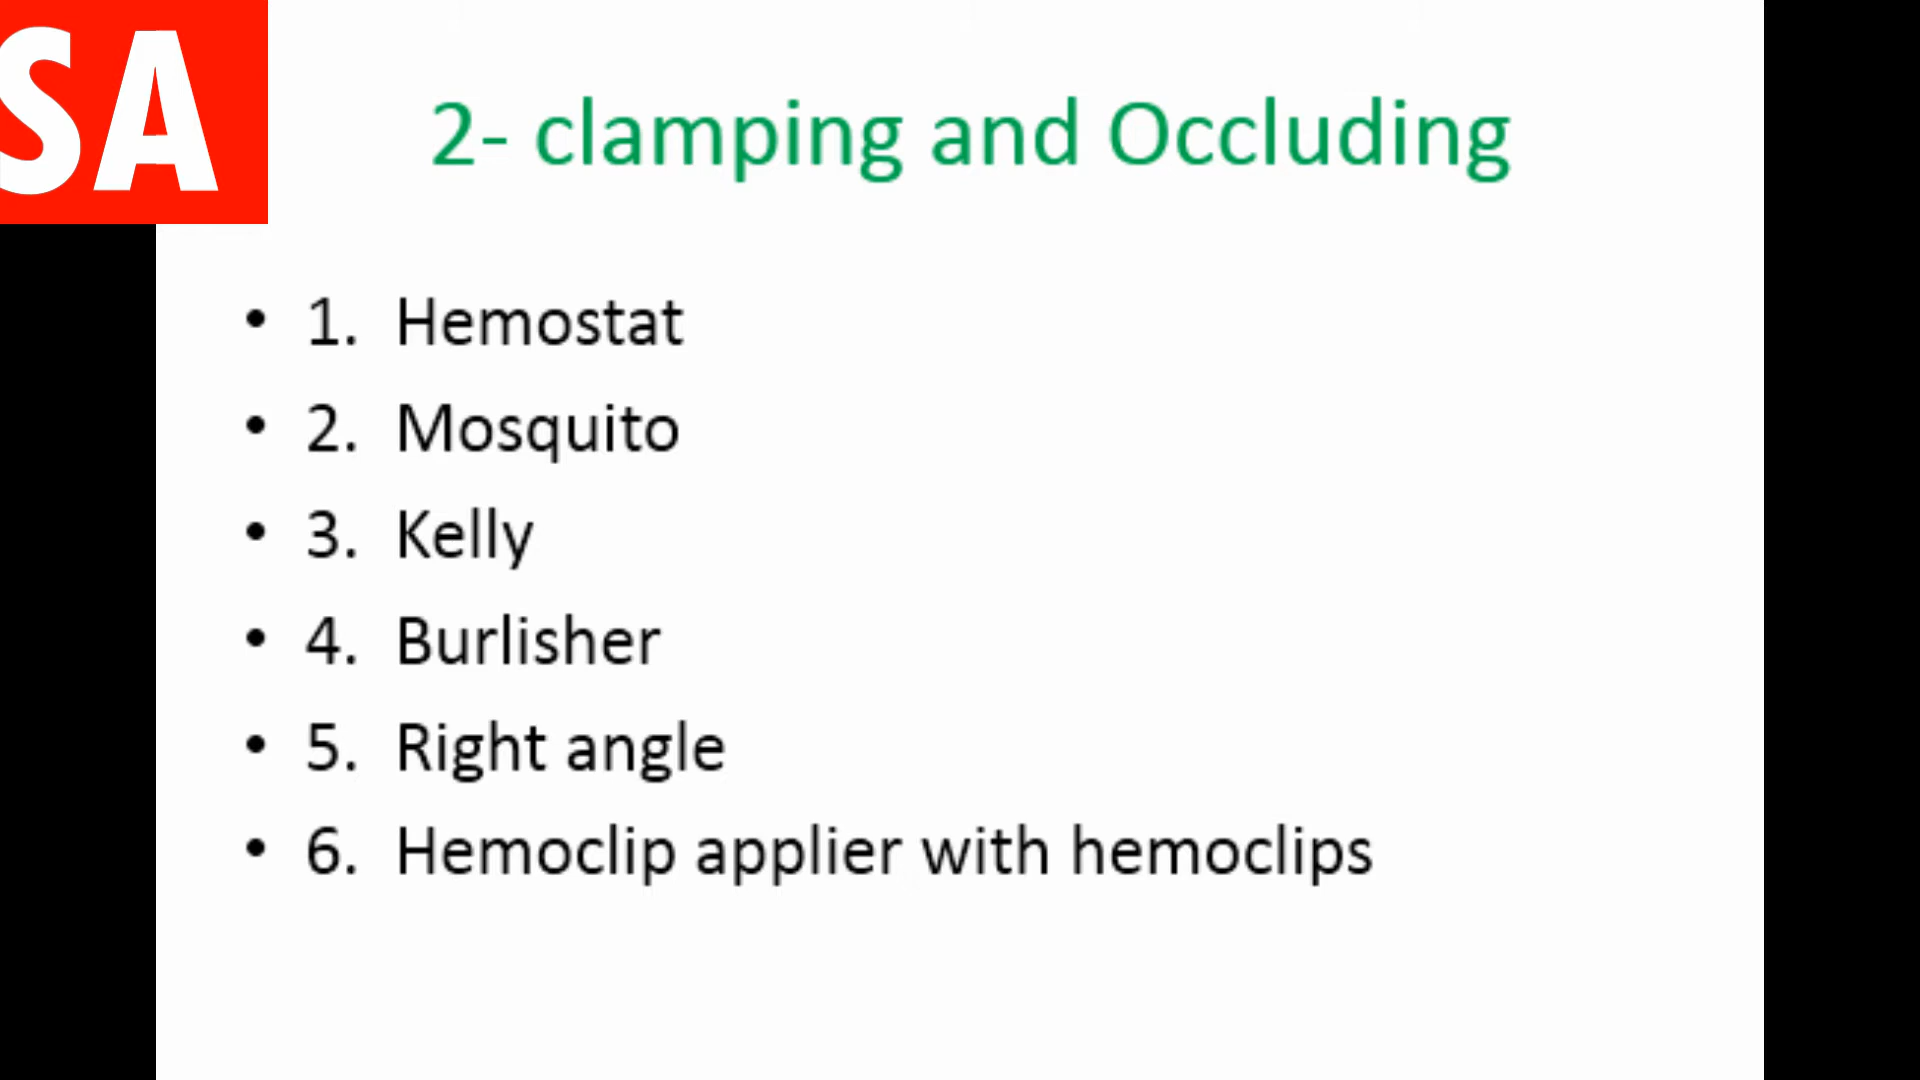 SA
2- clamping and Occluding
• 1. Hemostat
• 2. Mosquito
• 3. Kelly
• 4. Burlisher
• 5. Right angle
• 6. Hemoclip applier with hemoclips